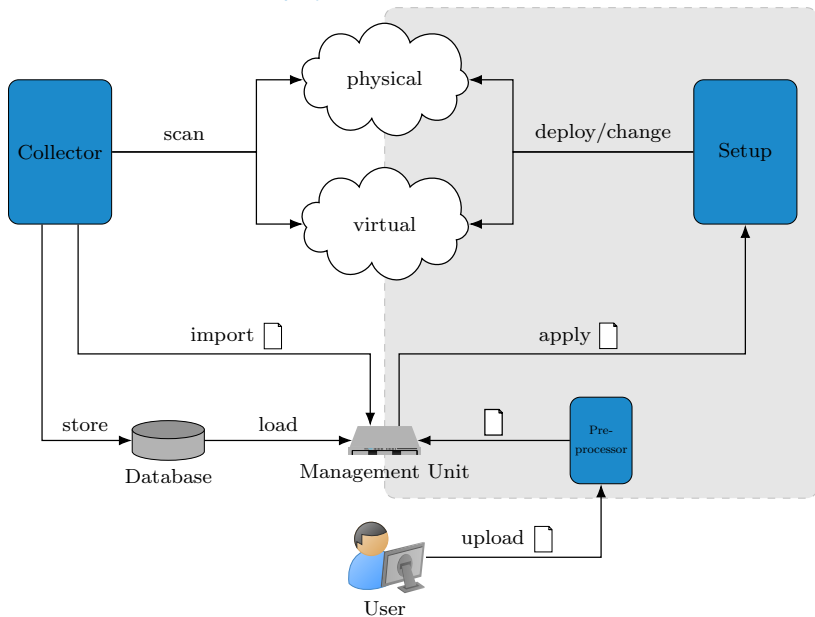 physical
scan
deploy/change
Collector
Setup
virtual
import
apply
store
load
Pre-
processor
Database
Management Unit
upload
User